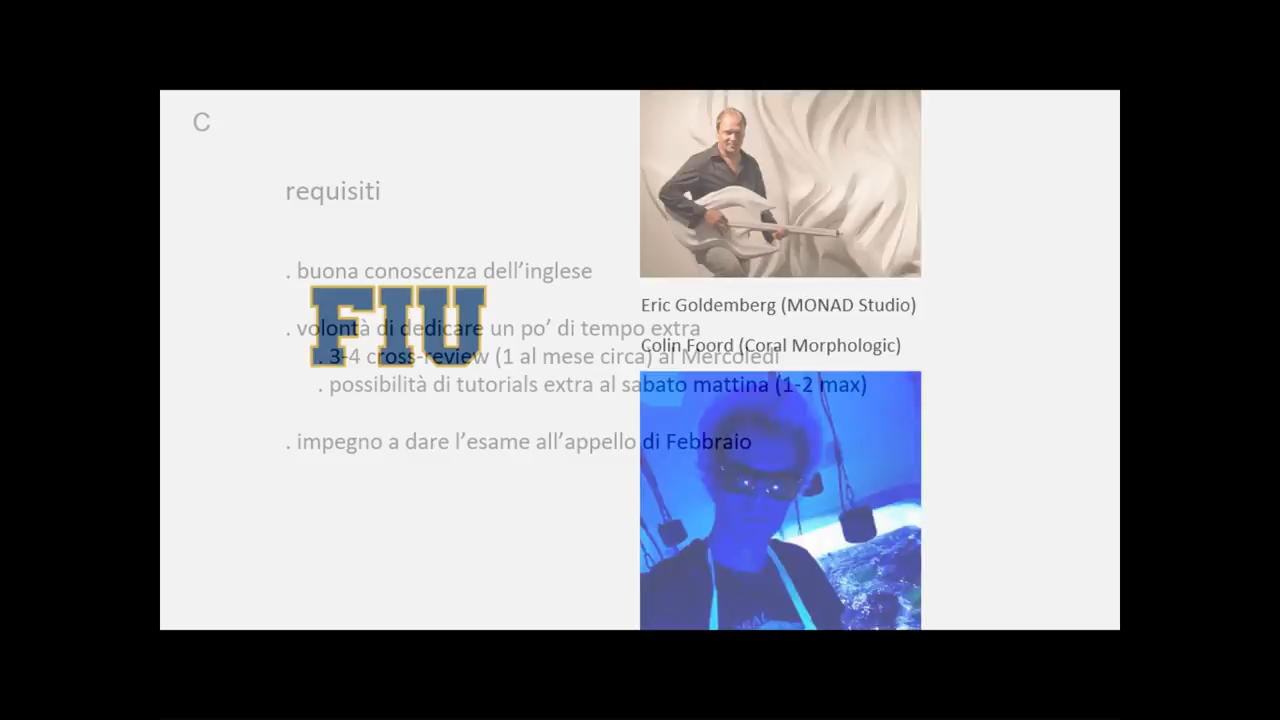 C
requisiti
. buona conoscenza dell'inglese
FIU
. volontà di dedicare un po' di tempo extra
. 3-4 cross-review (1 al mese circa) al Mercoledì
. possibilità di tutorials extra al sabato mattina (1-2 max)
. impegno a dare l'esame all'appello di Febbraio
Eric Goldemberg (MONAD Studio)
Colin Foord (Coral Morphologic)